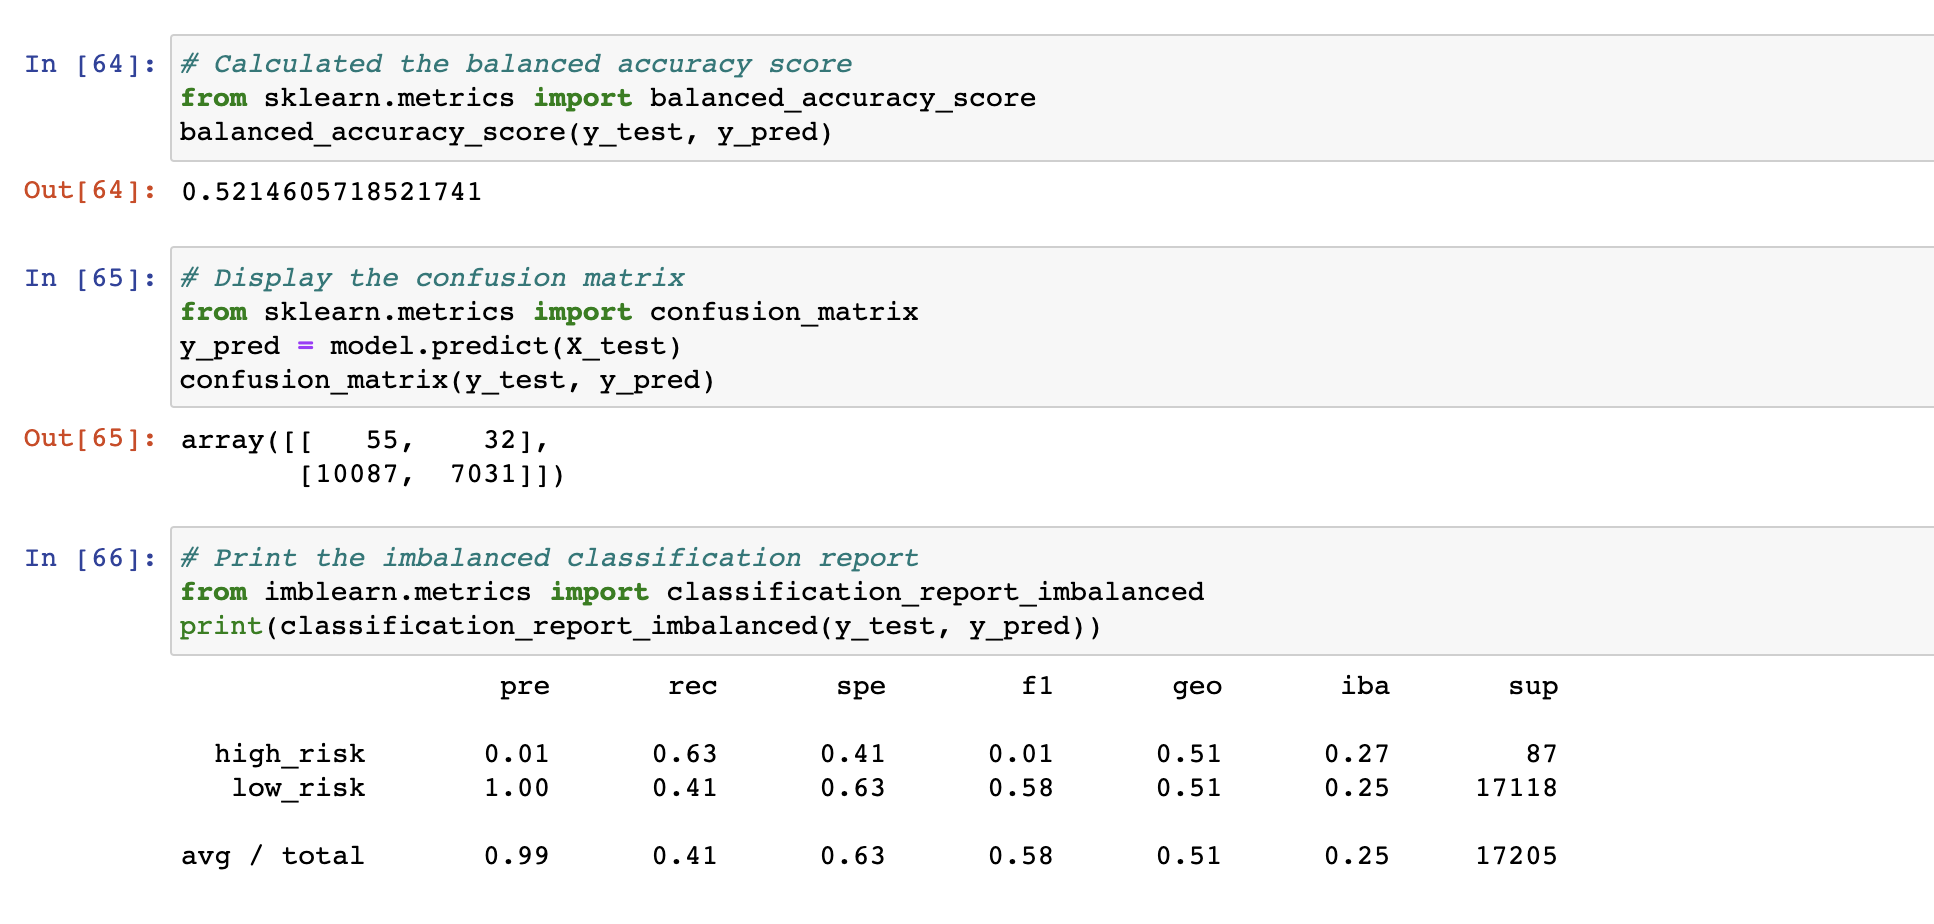 In [64]: # Calculated the balanced accuracy score
from sklearn.metrics import balanced_accuracy_score
balanced_accuracy_score(y_test, y_pred)
Out[64]: 0.5214605718521741
In [65]: # Display the confusion matrix
from sklearn.metrics import confusion_matrix
y_pred = model.predict(X_test)
confusion_matrix(y_test, y_pred)
Out[65]: array([[   55,    32],
       [10087,  7031]])
In [66]: # Print the imbalanced classification report
from imblearn.metrics import classification_report_imbalanced
print(classification_report_imbalanced(y_test, y_pred))
pre rec spe f1 geo iba sup
high_risk 0.01 0.63 0.41 0.01 0.51 0.27 87
low_risk 1.00 0.41 0.63 0.58 0.51 0.25 17118
avg / total 0.99 0.41 0.63 0.58 0.51 0.25 17205